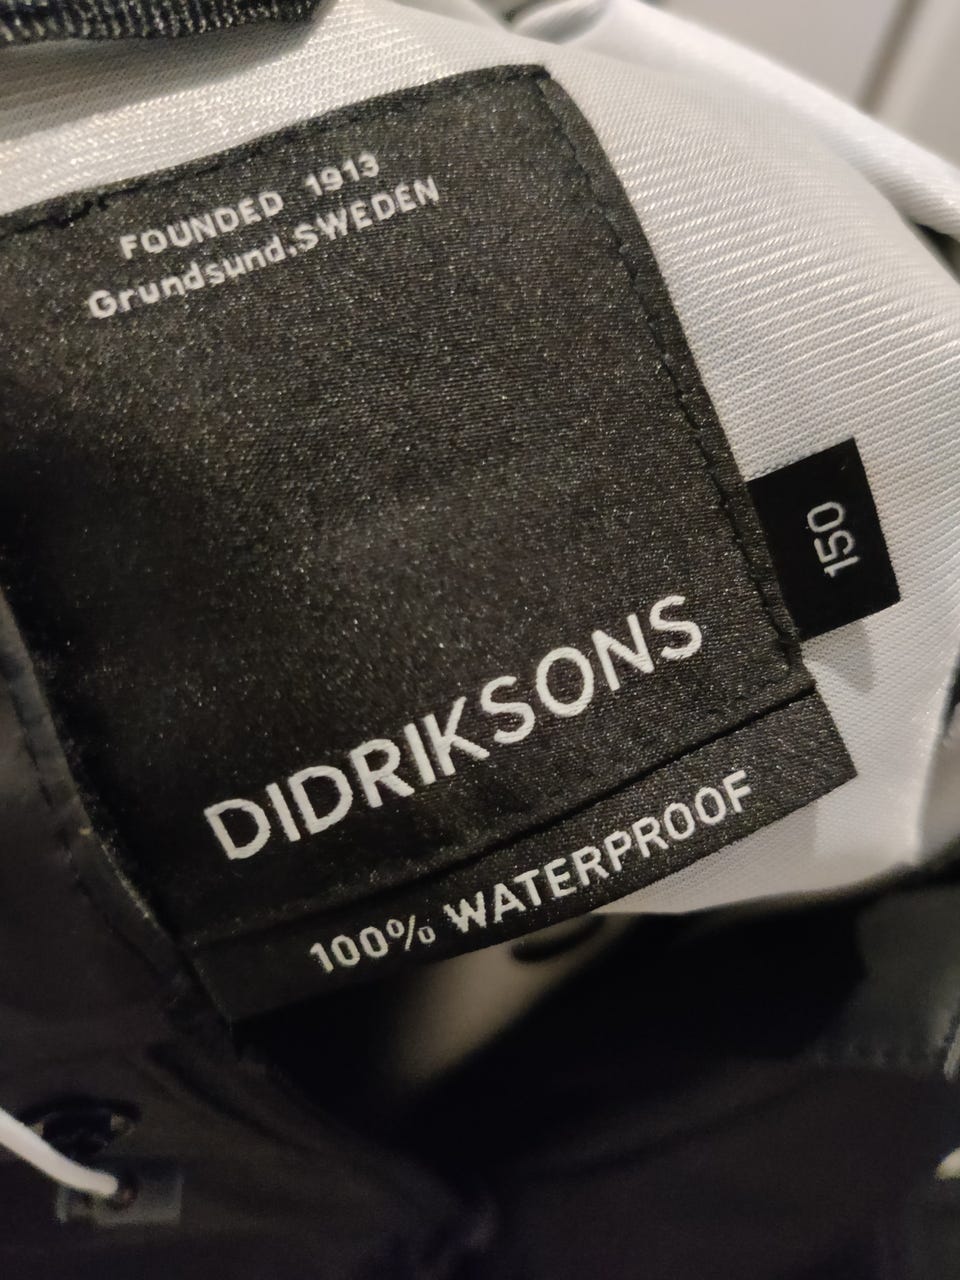 FOUNDED 1913
Grundsund.SWEDEN
150
DIDRIKSONS
100% WATERPROOF